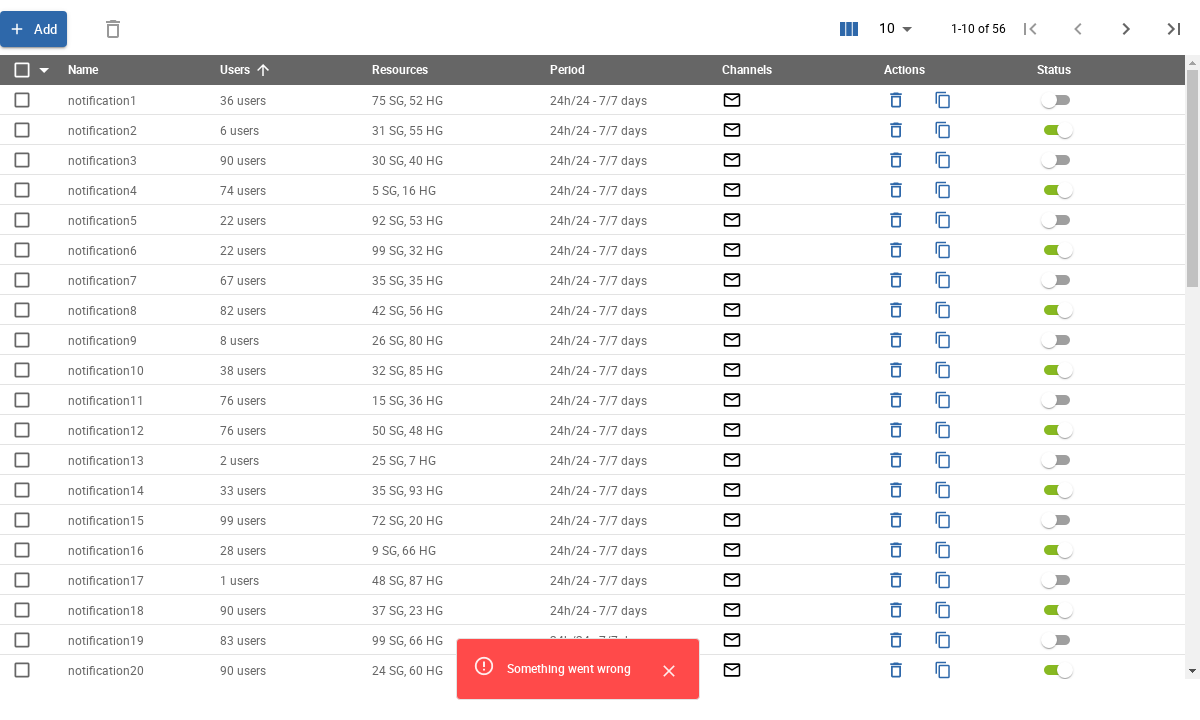 Add 10 1-10 of 56
Name Users Resources Period Channels Actions Status
notification1 36 users 75 SG, 52 HG 24h/24 - 7/7 days
notification2 6 users 31 SG, 55 HG 24h/24 - 7/7 days
notification3 90 users 30 SG, 40 HG 24h/24 - 7/7 days
notification4 74 users 5 SG, 16 HG 24h/24 - 7/7 days
notification5 22 users 92 SG, 53 HG 24h/24 - 7/7 days
notification6 22 users 99 SG, 32 HG 24h/24 - 7/7 days
notification7 67 users 35 SG, 35 HG 24h/24 - 7/7 days
notification8 82 users 42 SG, 56 HG 24h/24 - 7/7 days
notification9 8 users 26 SG, 80 HG 24h/24 - 7/7 days
notification10 38 users 32 SG, 85 HG 24h/24 - 7/7 days
notification11 76 users 15 SG, 36 HG 24h/24 - 7/7 days
notification12 76 users 50 SG, 48 HG 24h/24 - 7/7 days
notification13 2 users 25 SG, 7 HG 24h/24 - 7/7 days
notification14 33 users 35 SG, 93 HG 24h/24 - 7/7 days
notification15 99 users 72 SG, 20 HG 24h/24 - 7/7 days
notification16 28 users 9 SG, 66 HG 24h/24 - 7/7 days
notification17 1 users 48 SG, 87 HG 24h/24 - 7/7 days
notification18 90 users 37 SG, 23 HG 24h/24 - 7/7 days
notification19 83 users 99 SG, 66 HG
notification20 90 users 24 SG, 60 HG
Something went wrong